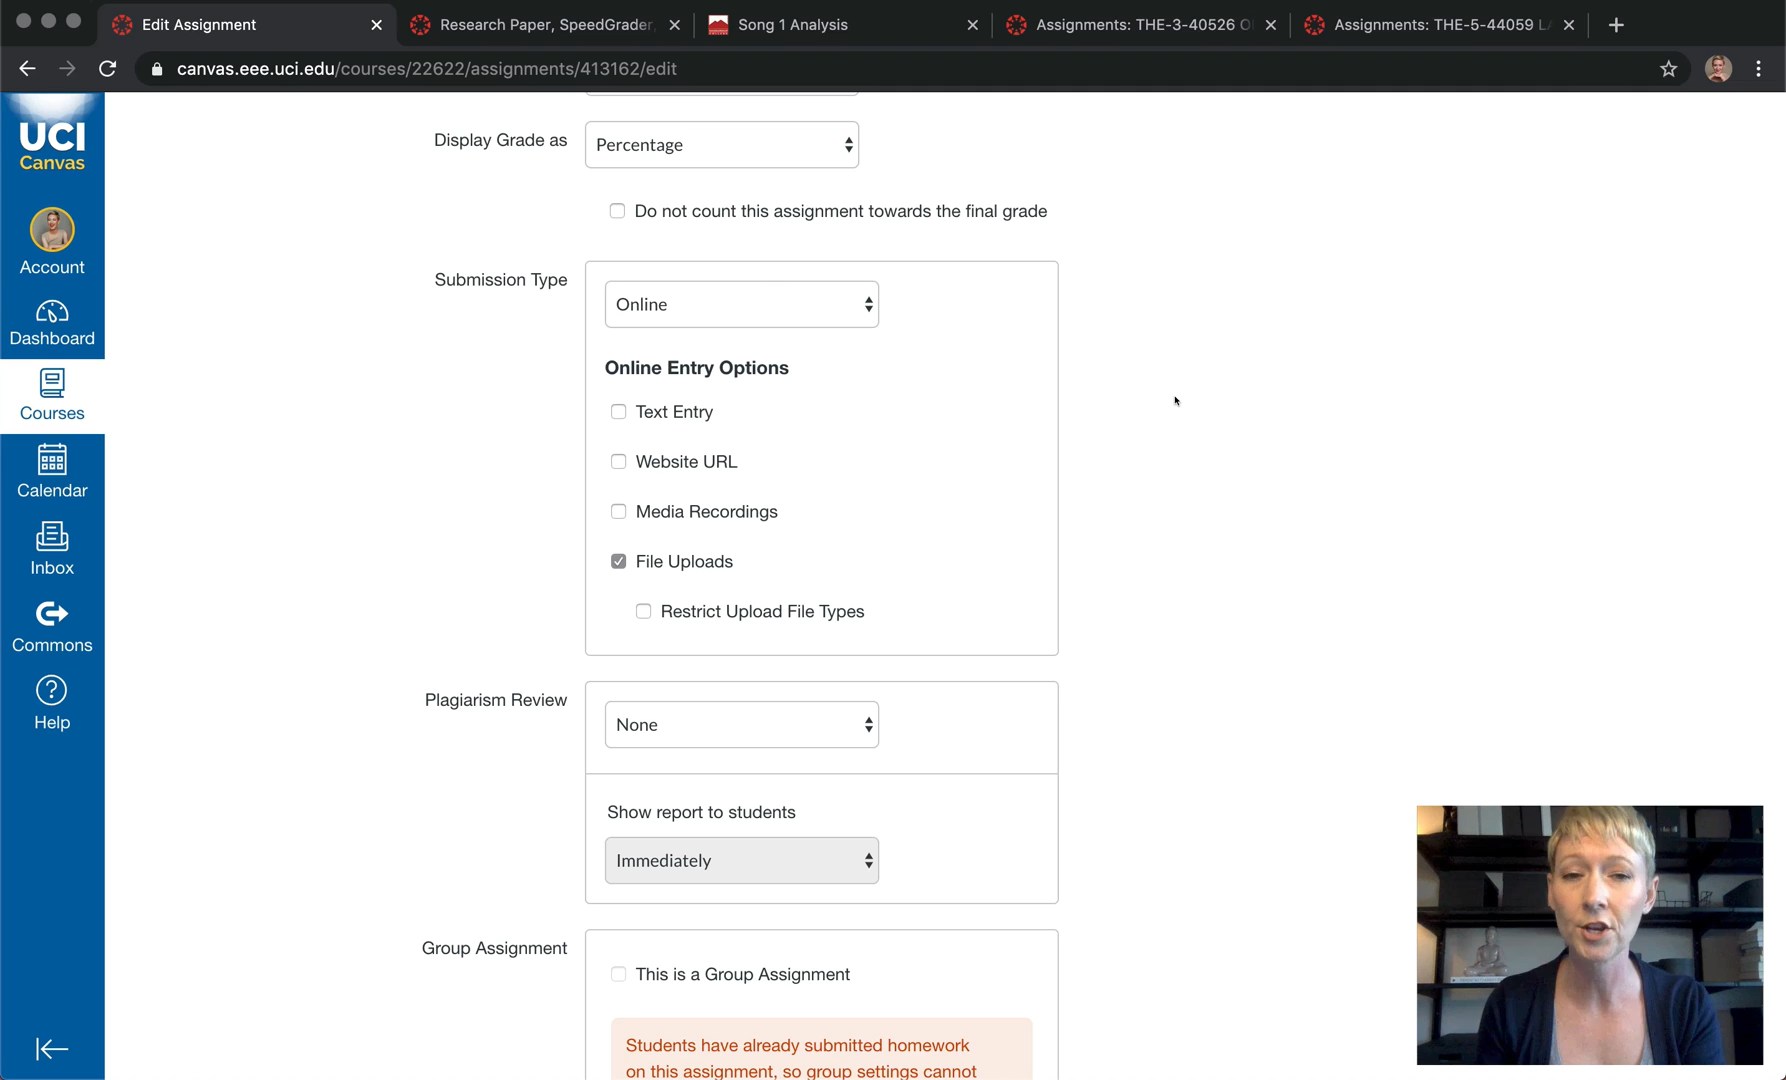 Edit Assignment
Research Paper, SpeedGrader,
Song 1 Analysis
Assignments: THE-3-40526 O
Assignments: THE-5-44059 LA
canvas.eee.uci.edu/courses/22622/assignments/413162/edit
UCI
Canvas
Account
Dashboard
Courses
Calendar
Inbox
Commons
Help
Display Grade as
Percentage
Do not count this assignment towards the final grade
Submission Type
Online
Online Entry Options
Text Entry
Website URL
Media Recordings
File Uploads
Restrict Upload File Types
Plagiarism Review
None
Show report to students
Immediately
Group Assignment
This is a Group Assignment
Students have already submitted homework
on this assignment, so group settings cannot